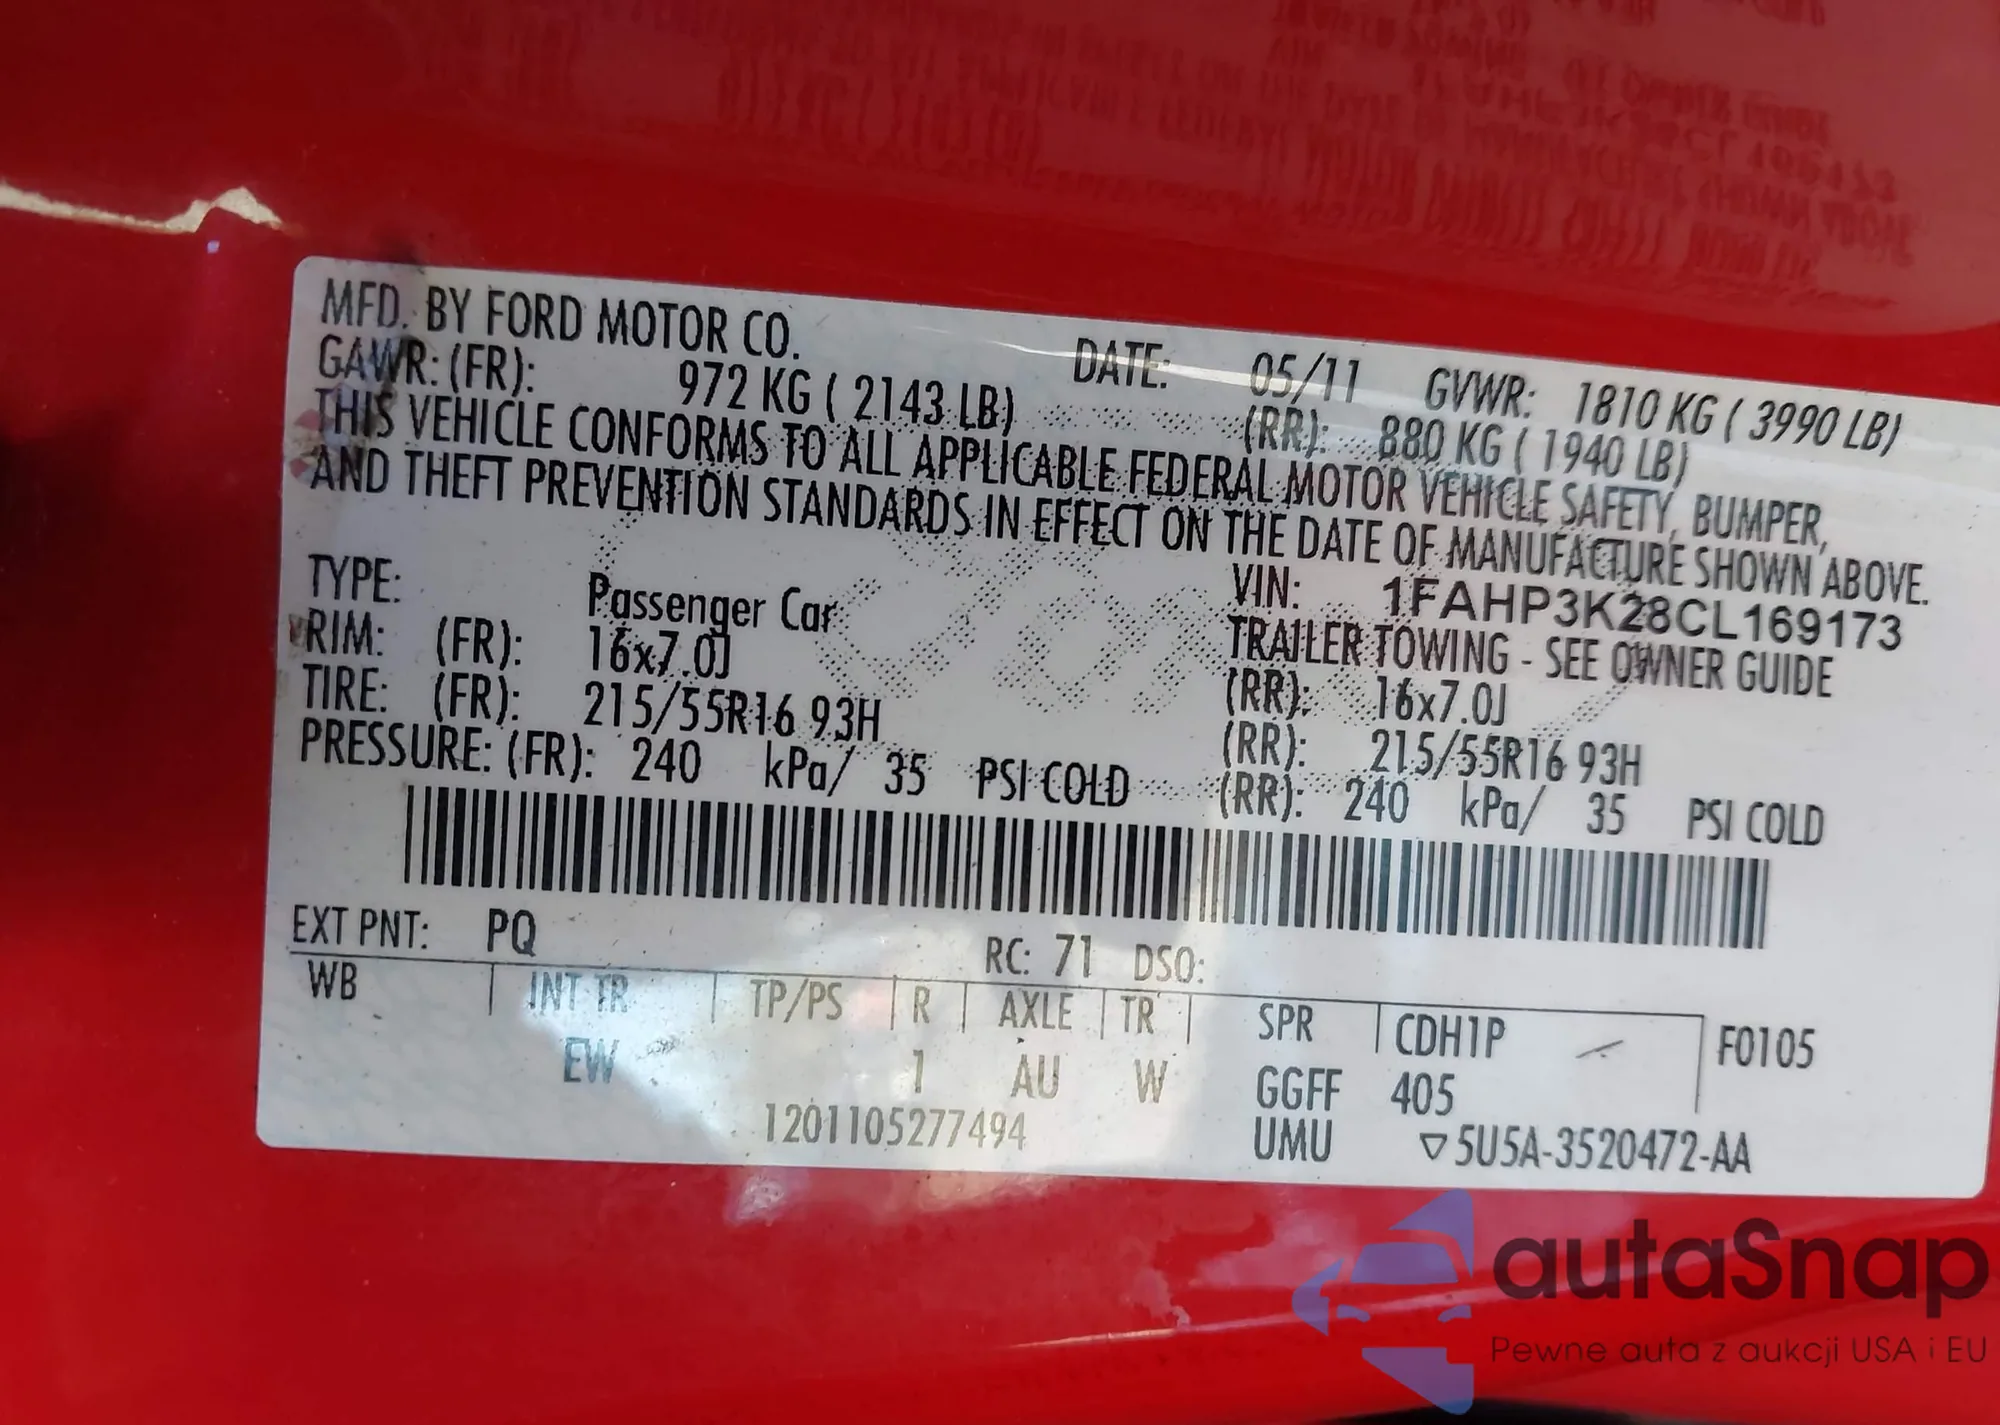 MFD. BY FORD MOTOR CO.
DATE: 05/11 GVWR: 1810 KG ( 3990 LB)
GAWR: (FR): 972 KG ( 2143 LB) (RR): 880 KG ( 1940 LB)
THIS VEHICLE CONFORMS TO ALL APPLICABLE FEDERAL MOTOR VEHICLE SAFETY, BUMPER,
AND THEFT PREVENTION STANDARDS IN EFFECT ON THE DATE OF MANUFACTURE SHOWN ABOVE.
VIN: 1FAHP3K28CL169173
TYPE: Passenger Car TRAILER TOWING - SEE OWNER GUIDE
RIM: (FR): 16x7.0J (RR): 16x7.0J
TIRE: (FR): 215/55R16 93H (RR): 215/55R16 93H
PRESSURE: (FR): 240 kPa/ 35 PSI COLD (RR): 240 kPa/ 35 PSI COLD
EXT PNT: PQ RC: 71 DSO:
WB INT TR TP/PS R AXLE TR SPR CDH1P F0105
EW 1 AU W GGFF 405
1201105277494 UMU ▽5U5A-3520472-AA
autaSnap
Pewne auta z aukcji USA i EU